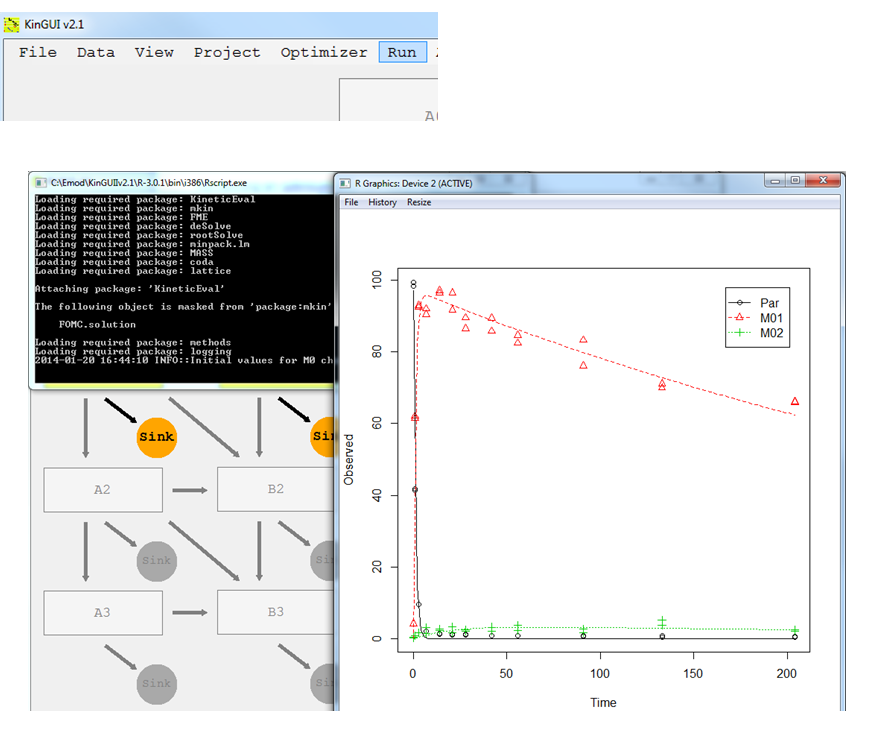 KinGUI v2.1
File Data View Project Optimizer Run
C:\Emod\KinGUIIv2.1\R-3.0.1\bin\i386\Rscript.exe
Loading required package: KineticEval
Loading required package: mkin
Loading required package: FME
Loading required package: deSolve
Loading required package: rootSolve
Loading required package: minpack.lm
Loading required package: MASS
Loading required package: coda
Loading required package: lattice
Attaching package: 'KineticEval'
The following object is masked from 'package:mkin'
FOMC.solution
Loading required package: methods
Loading required package: logging
2014-01-20 16:44:10 INFO::Initial values for M0 ch
Sink
A2 B2
Sink
A3 B3
Sink
R Graphics: Device 2 (ACTIVE)
File History Resize
Par
M01
M02
100
80
60
40
20
0
Observed
0 50 100 150 200
Time